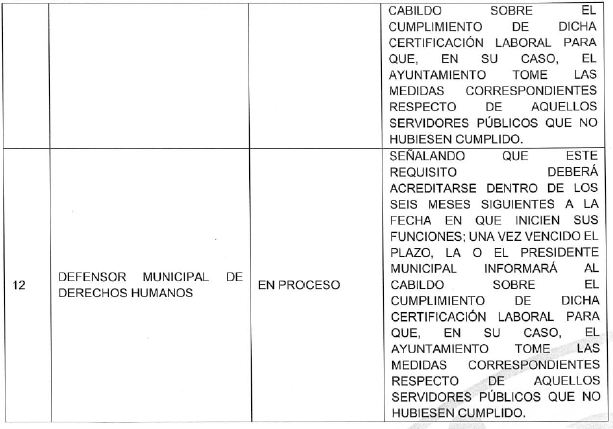 CABILDO SOBRE EL
CUMPLIMIENTO DE DICHA
CERTIFICACIÓN LABORAL PARA
QUE, EN SU CASO, EL
AYUNTAMIENTO TOME LAS
MEDIDAS CORRESPONDIENTES
RESPECTO DE AQUELLOS
SERVIDORES PÚBLICOS QUE NO
HUBIESEN CUMPLIDO.
12
DEFENSOR MUNICIPAL DE
DERECHOS HUMANOS
EN PROCESO
SEÑALANDO QUE ESTE
REQUISITO DEBERÁ
ACREDITARSE DENTRO DE LOS
SEIS MESES SIGUIENTES A LA
FECHA EN QUE INICIEN SUS
FUNCIONES; UNA VEZ VENCIDO EL
PLAZO, LA O EL PRESIDENTE
MUNICIPAL INFORMARÁ AL
CABILDO SOBRE EL
CUMPLIMIENTO DE DICHA
CERTIFICACIÓN LABORAL PARA
QUE, EN SU CASO, EL
AYUNTAMIENTO TOME LAS
MEDIDAS CORRESPONDIENTES
RESPECTO DE AQUELLOS
SERVIDORES PÚBLICOS QUE NO
HUBIESEN CUMPLIDO.